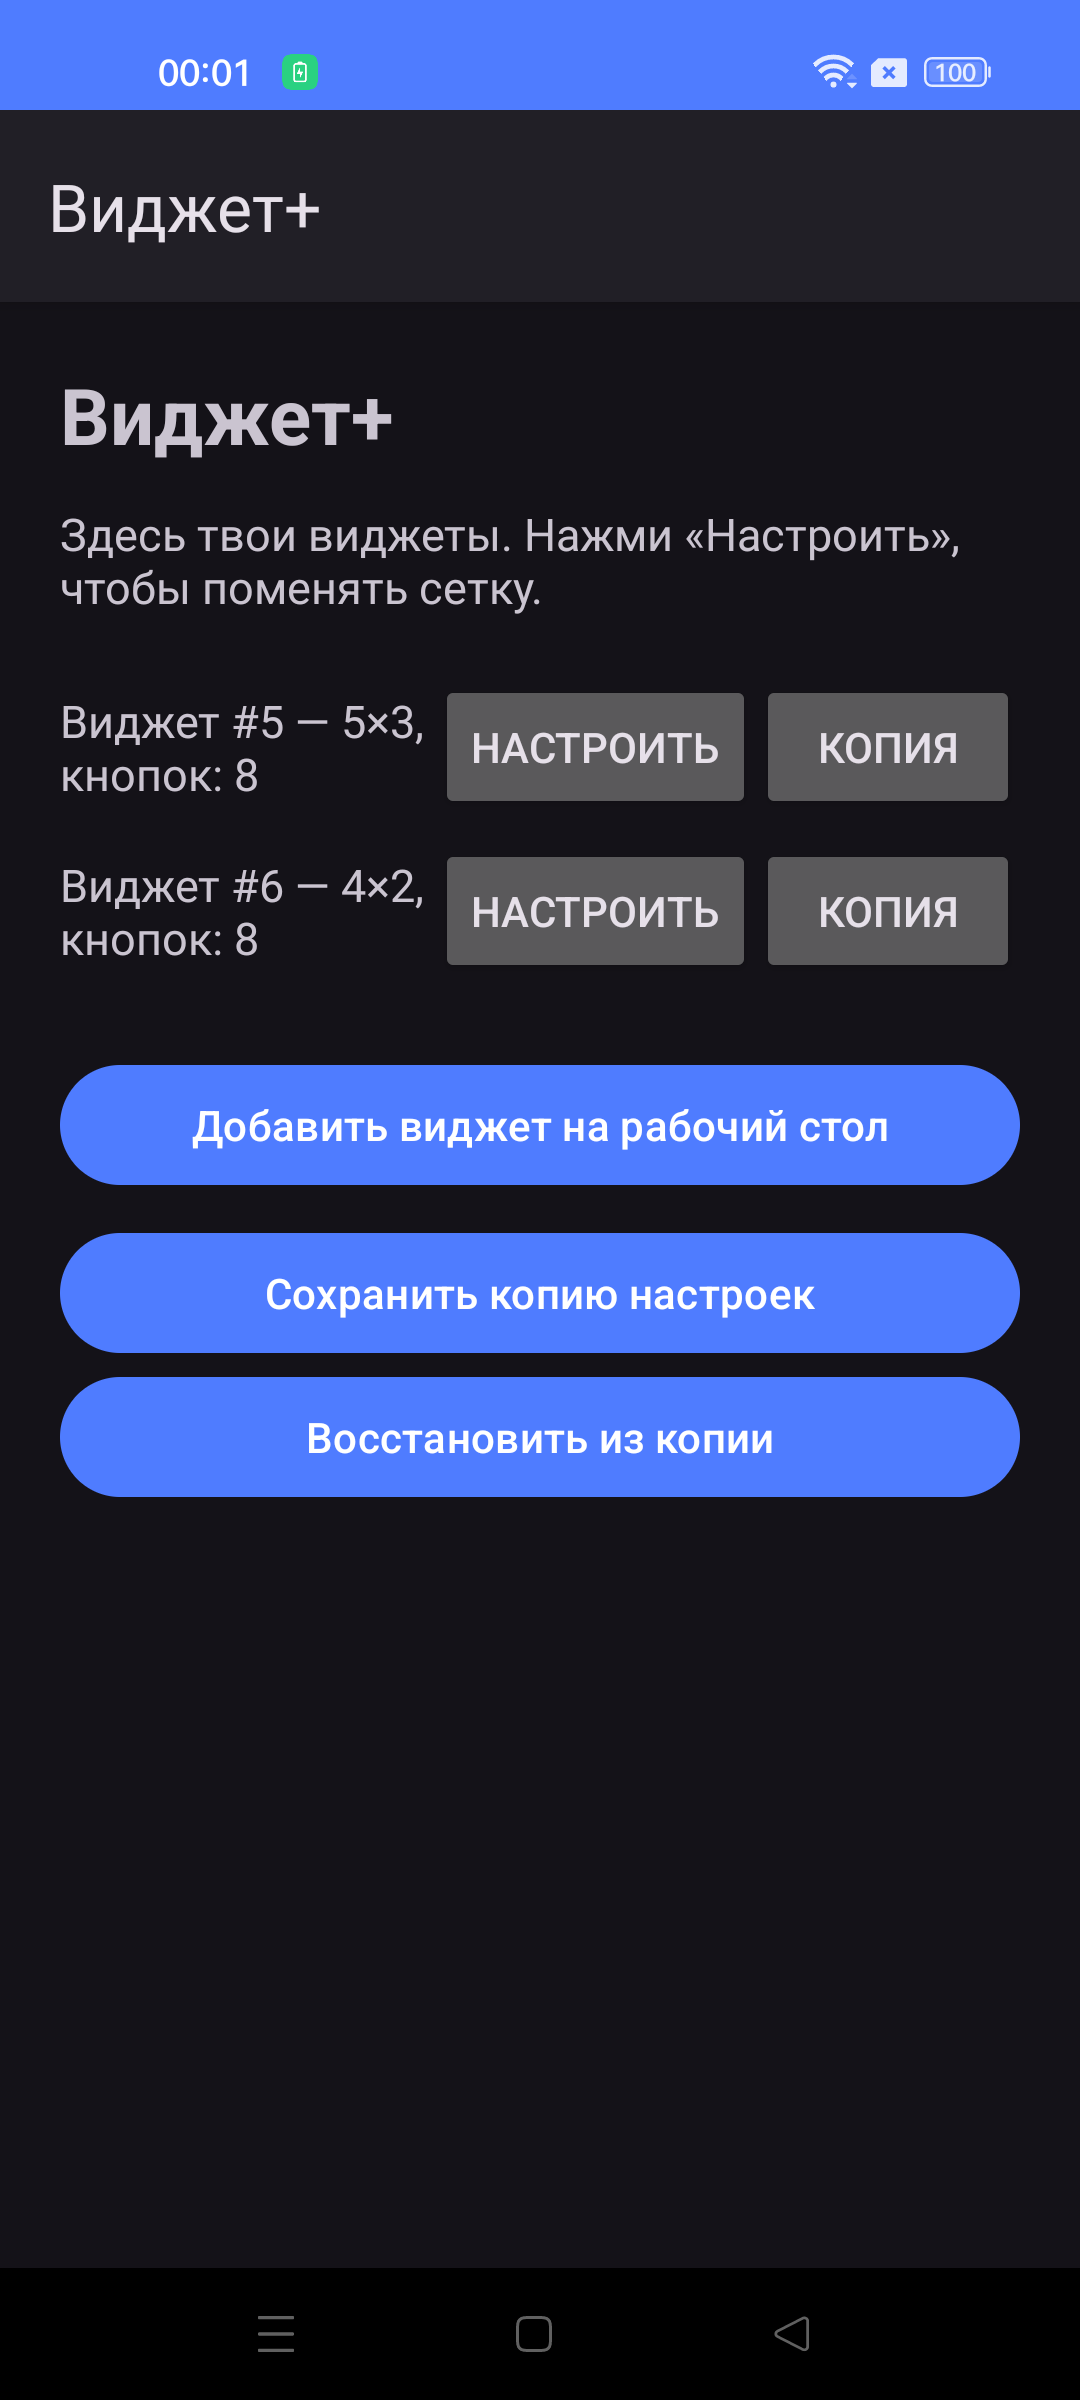 00:01
100
Виджет+
Виджет+
Здесь твои виджеты. Нажми «Настроить»,
чтобы поменять сетку.
Виджет #5 — 5×3,
кнопок: 8
НАСТРОИТЬ
КОПИЯ
Виджет #6 — 4×2,
кнопок: 8
НАСТРОИТЬ
КОПИЯ
Добавить виджет на рабочий стол
Сохранить копию настроек
Восстановить из копии